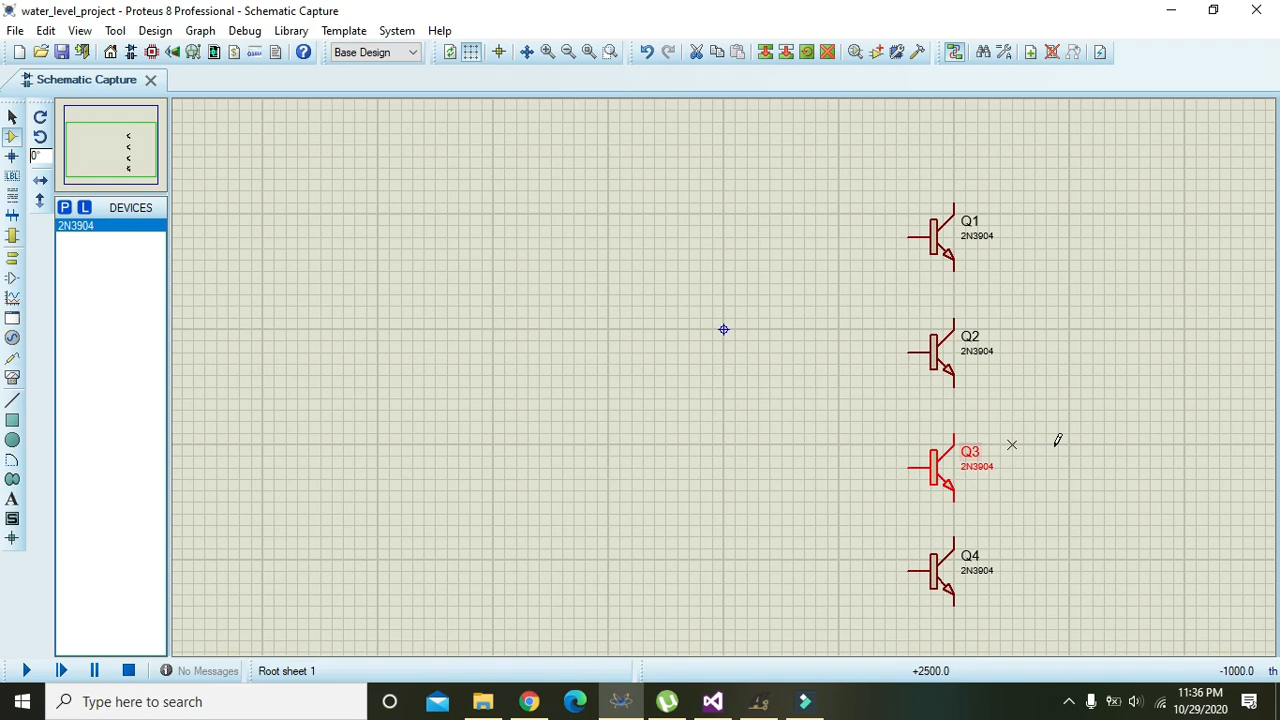 water_level_project - Proteus 8 Professional - Schematic Capture
File Edit View Tool Design Graph Debug Library Template System Help
Base Design
Schematic Capture
0°
P L DEVICES
2N3904
LBL
A
S
Q1
2N3904
Q2
2N3904
Q3
2N3904
Q4
2N3904
No Messages Root sheet 1 +2500.0 -1000.0 th
Type here to search
11:36 PM
10/29/2020